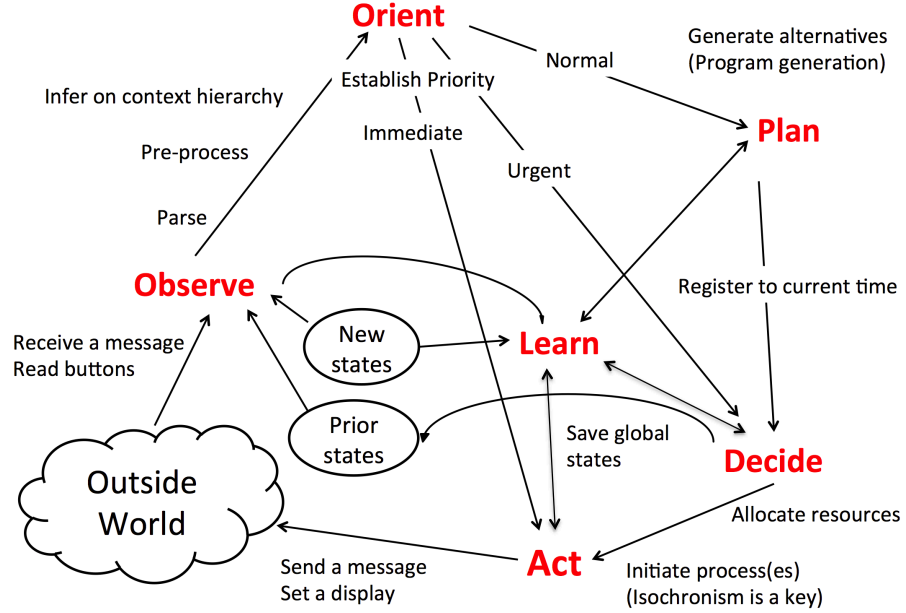 Orient
Generate alternatives
(Program generation)
Normal
Establish Priority
Infer on context hierarchy
Immediate
Plan
Pre-process
Urgent
Parse
Observe
Register to current time
New
states
Learn
Receive a message
Read buttons
Prior
states
Save global
states
Decide
Outside
World
Allocate resources
Act
Send a message
Set a display
Initiate process(es)
(Isochronism is a key)